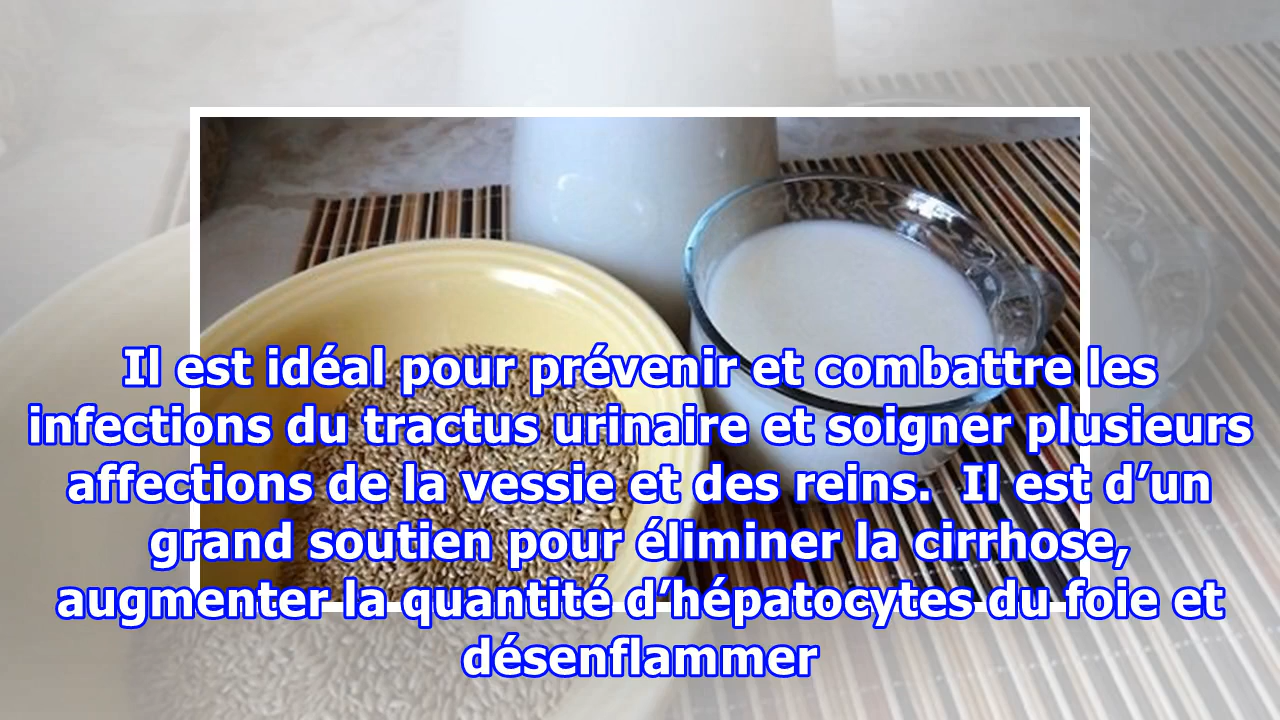 Il est idéal pour prévenir et combattre les
infections du tractus urinaire et soigner plusieurs
affections de la vessie et des reins.  Il est d’un
grand soutien pour éliminer la cirrhose,
augmenter la quantité d’hépatocytes du foie et
désenflammer